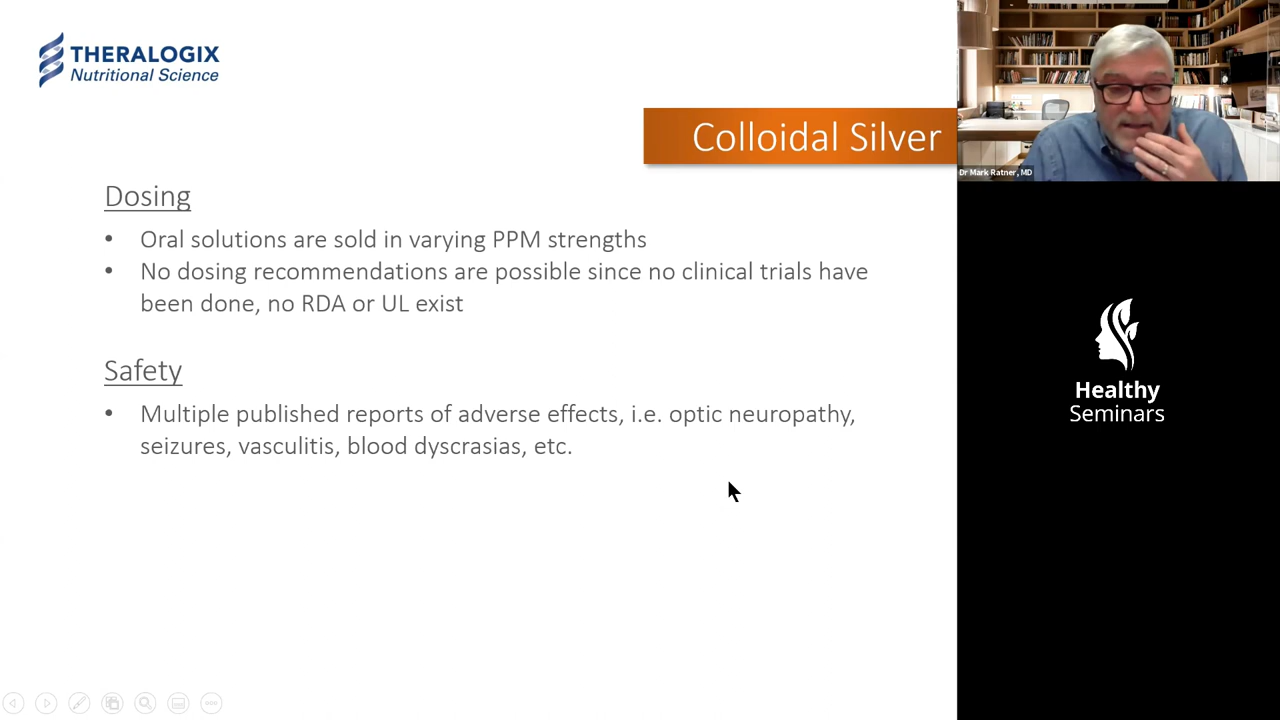 THERALOGIX
Nutritional Science
Colloidal Silver
Dr Mark Ratner, MD
Dosing
• Oral solutions are sold in varying PPM strengths
• No dosing recommendations are possible since no clinical trials have
been done, no RDA or UL exist
Safety
• Multiple published reports of adverse effects, i.e. optic neuropathy,
seizures, vasculitis, blood dyscrasias, etc.
Healthy
Seminars